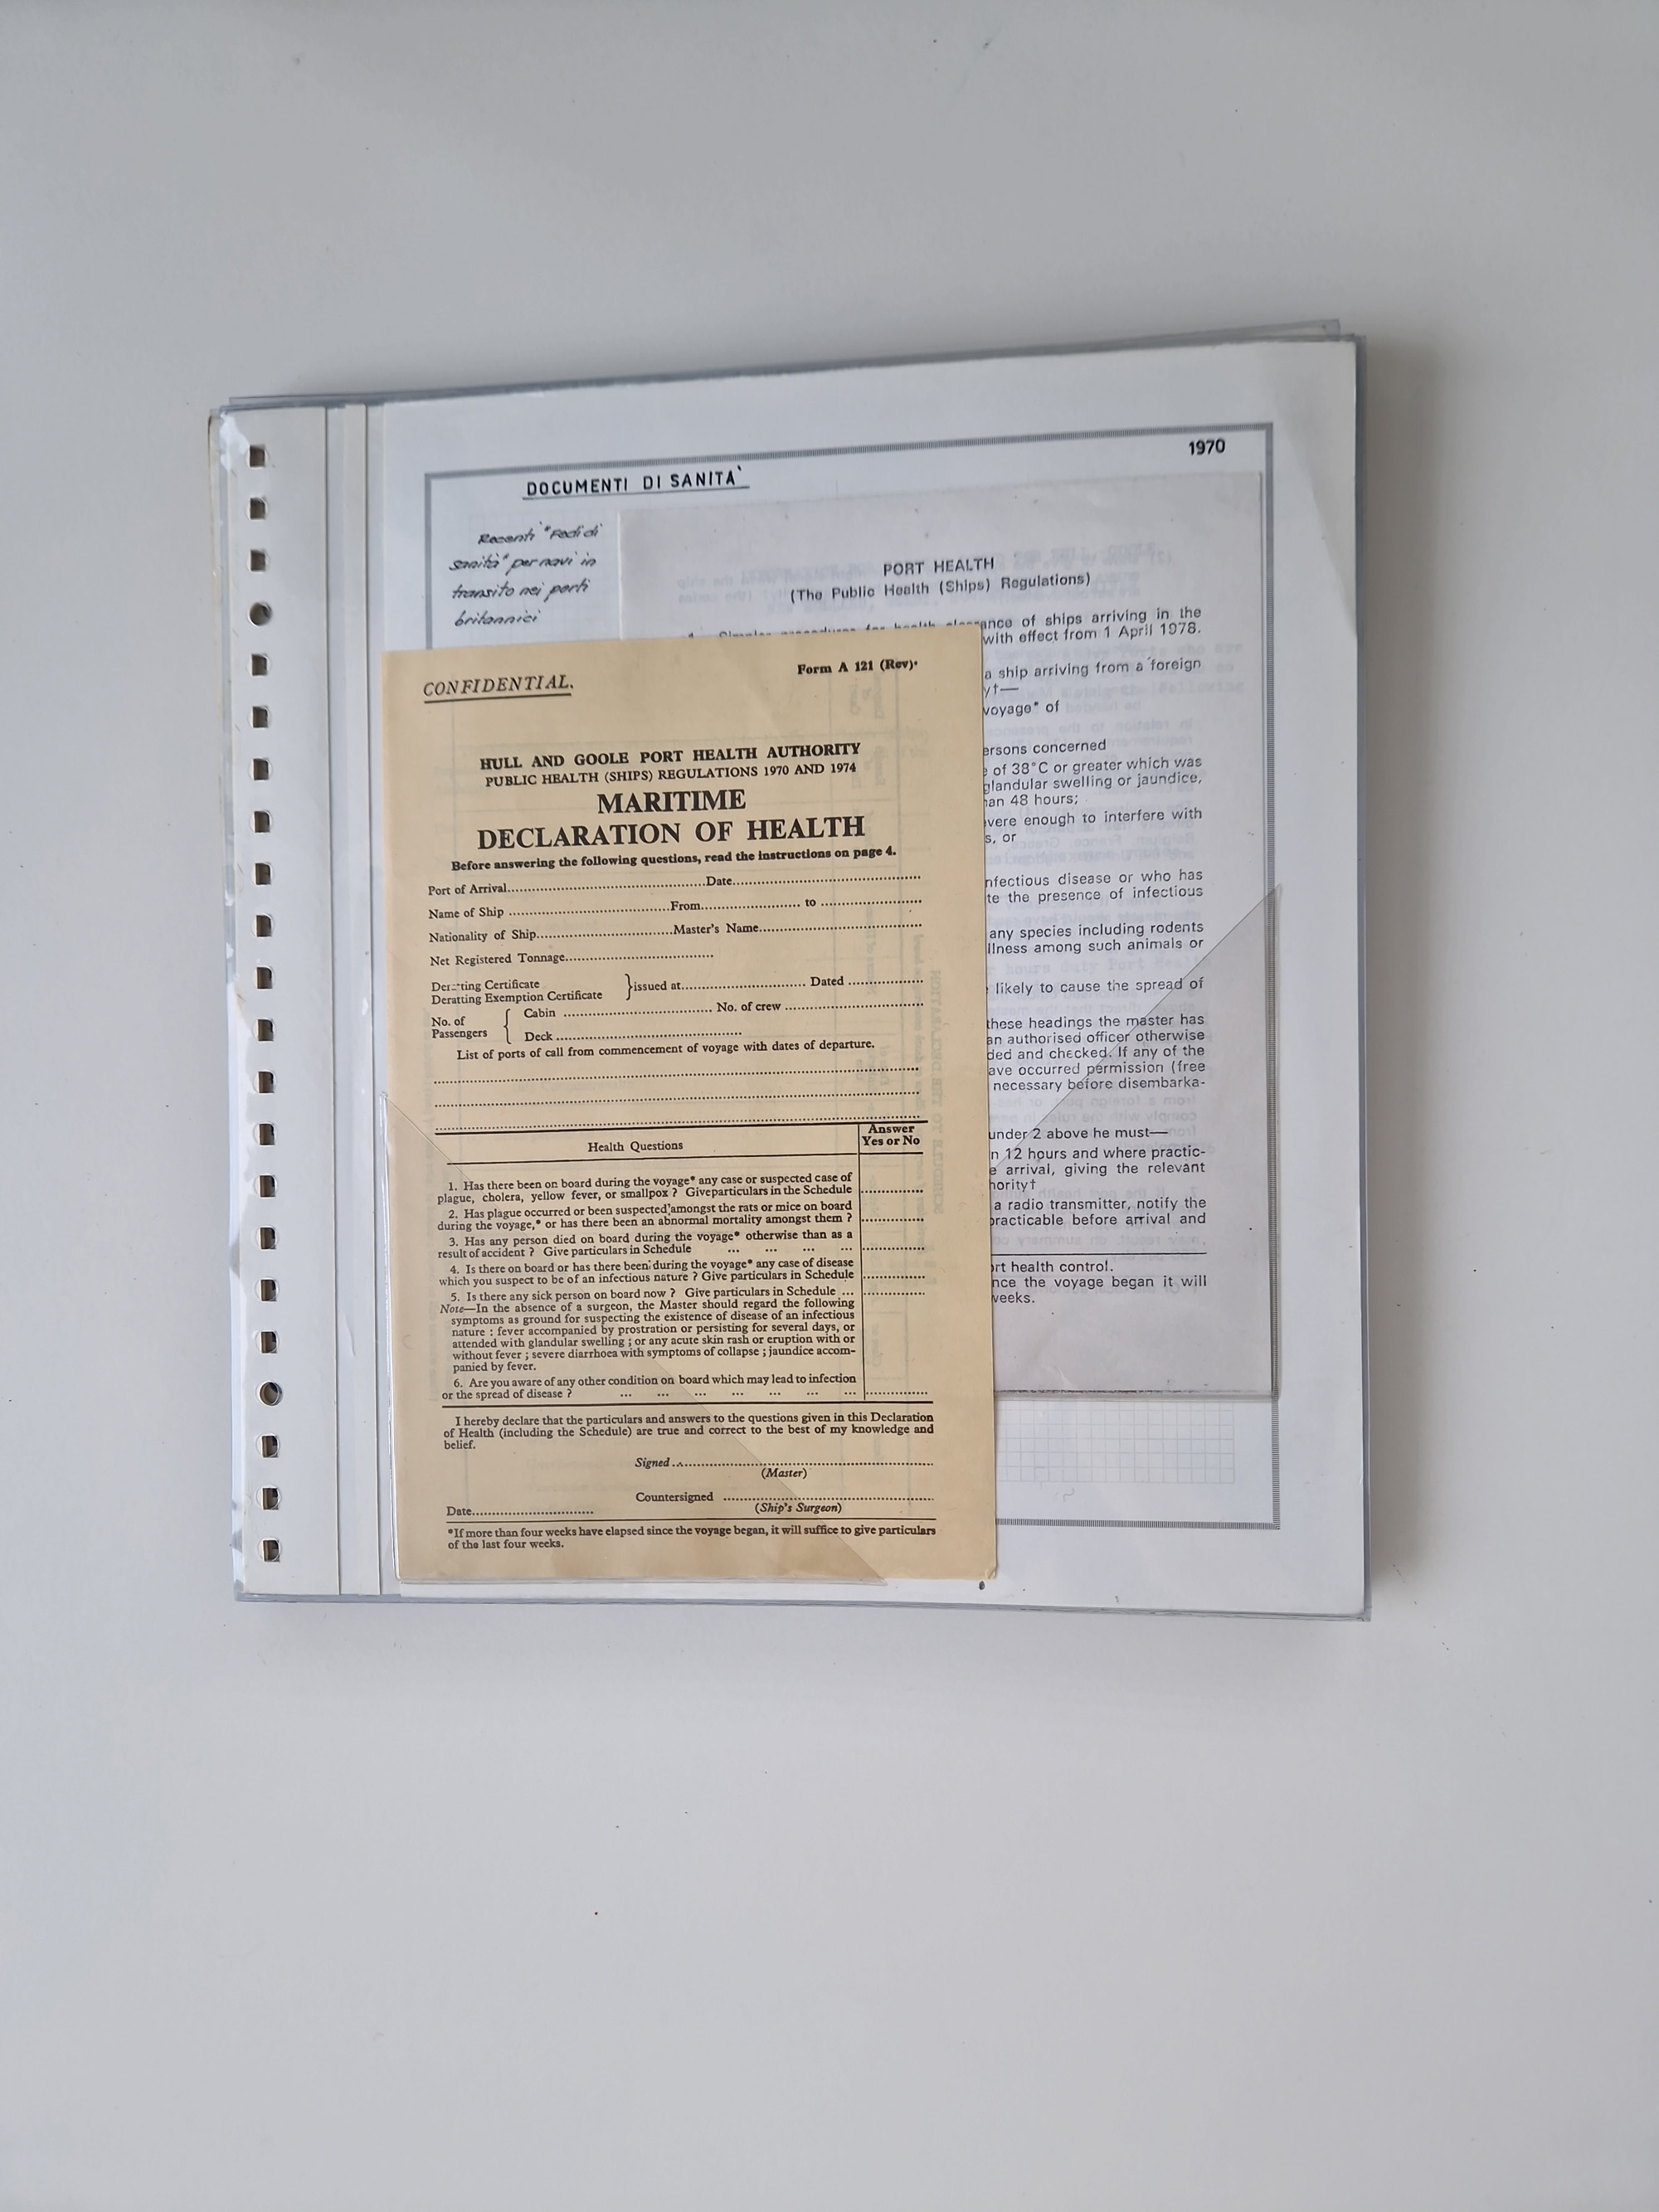 1970
DOCUMENTI DI SANITA`
Recenti "Fedi di
sanità" per navi in
transito nei porti
britannici
PORT HEALTH
(The Public Health (Ships) Regulations)
ance of ships arriving in the
with effect from 1 April 1978.
a ship arriving from a foreign
y†—
voyage* of
ersons concerned
e of 38°C or greater which was
glandular swelling or jaundice,
han 48 hours;
vere enough to interfere with
s, or
nfectious disease or who has
te the presence of infectious
any species including rodents
llness among such animals or
likely to cause the spread of
these headings the master has
an authorised officer otherwise
ded and checked. If any of the
ave occurred permission (free
necessary before disembarka-
under 2 above he must—
n 12 hours and where practic-
e arrival, giving the relevant
hority†
a radio transmitter, notify the
practicable before arrival and
rt health control.
nce the voyage began it will
weeks.
CONFIDENTIAL.
Form A 121 (Rev).
HULL AND GOOLE PORT HEALTH AUTHORITY
PUBLIC HEALTH (SHIPS) REGULATIONS 1970 AND 1974
MARITIME
DECLARATION OF HEALTH
Before answering the following questions, read the instructions on page 4.
Port of Arrival..........Date..........
Name of Ship ..........From.......... to ..........
Nationality of Ship..........Master's Name..........
Net Registered Tonnage..........
Deratting Certificate
Deratting Exemption Certificate } issued at.......... Dated ..........
No. of Passengers { Cabin .......... No. of crew ..........
Deck ..........
List of ports of call from commencement of voyage with dates of departure.
Health Questions
Answer
Yes or No
1. Has there been on board during the voyage* any case or suspected case of
plague, cholera, yellow fever, or smallpox ? Giveparticulars in the Schedule
2. Has plague occurred or been suspected amongst the rats or mice on board
during the voyage,* or has there been an abnormal mortality amongst them ?
3. Has any person died on board during the voyage* otherwise than as a
result of accident ? Give particulars in Schedule ... ... ... ...
4. Is there on board or has there been during the voyage* any case of disease
which you suspect to be of an infectious nature ? Give particulars in Schedule
5. Is there any sick person on board now ? Give particulars in Schedule ...
Note—In the absence of a surgeon, the Master should regard the following
symptoms as ground for suspecting the existence of disease of an infectious
nature : fever accompanied by prostration or persisting for several days, or
attended with glandular swelling ; or any acute skin rash or eruption with or
without fever ; severe diarrhoea with symptoms of collapse ; jaundice accom-
panied by fever.
6. Are you aware of any other condition on board which may lead to infection
or the spread of disease ? ... ... ... ... ... ... ...
I hereby declare that the particulars and answers to the questions given in this Declaration
of Health (including the Schedule) are true and correct to the best of my knowledge and
belief.
Signed ..........
(Master)
Countersigned ..........
Date..........
(Ship's Surgeon)
*If more than four weeks have elapsed since the voyage began, it will suffice to give particulars
of the last four weeks.